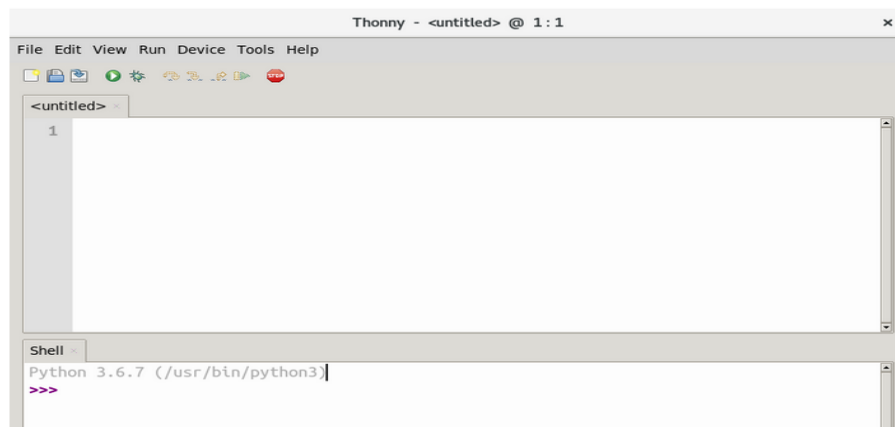 Thonny - <untitled> @ 1:1
File Edit View Run Device Tools Help
STOP
<untitled>
1
Shell
Python 3.6.7 (/usr/bin/python3)
>>>